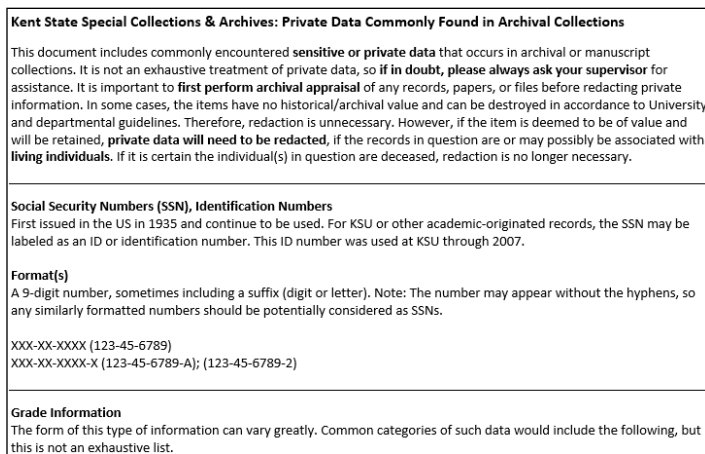 Kent State Special Collections & Archives: Private Data Commonly Found in Archival Collections
This document includes commonly encountered sensitive or private data that occurs in archival or manuscript
collections. It is not an exhaustive treatment of private data, so if in doubt, please always ask your supervisor for
assistance. It is important to first perform archival appraisal of any records, papers, or files before redacting private
information. In some cases, the items have no historical/archival value and can be destroyed in accordance to University
and departmental guidelines. Therefore, redaction is unnecessary. However, if the item is deemed to be of value and
will be retained, private data will need to be redacted, if the records in question are or may possibly be associated with
living individuals. If it is certain the individual(s) in question are deceased, redaction is no longer necessary.
Social Security Numbers (SSN), Identification Numbers
First issued in the US in 1935 and continue to be used. For KSU or other academic-originated records, the SSN may be
labeled as an ID or identification number. This ID number was used at KSU through 2007.
Format(s)
A 9-digit number, sometimes including a suffix (digit or letter). Note: The number may appear without the hyphens, so
any similarly formatted numbers should be potentially considered as SSNs.
XXX-XX-XXXX (123-45-6789)
XXX-XX-XXXX-X (123-45-6789-A); (123-45-6789-2)
Grade Information
The form of this type of information can vary greatly. Common categories of such data would include the following, but
this is not an exhaustive list.